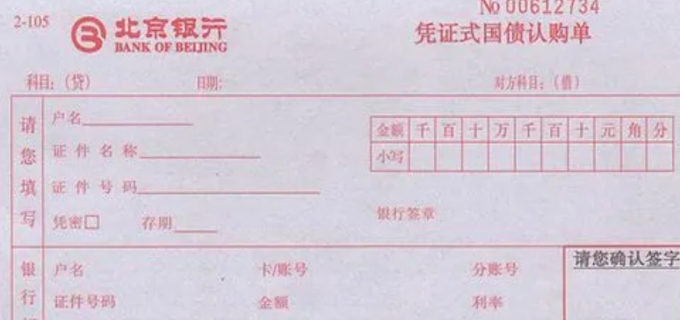 No 00612734
2-105 北京银行 凭证式国债认购单
BANK OF BEIJING
科目:（贷） 日期: 对方科目:（借）
请您填写
户名
金额 千 百 十 万 千 百 十 元 角 分
小写
证件名称
证件号码
凭密□ 存期 银行签章
银行
户名 卡/账号 分账号 请您确认签字
证件号码 金额 利率